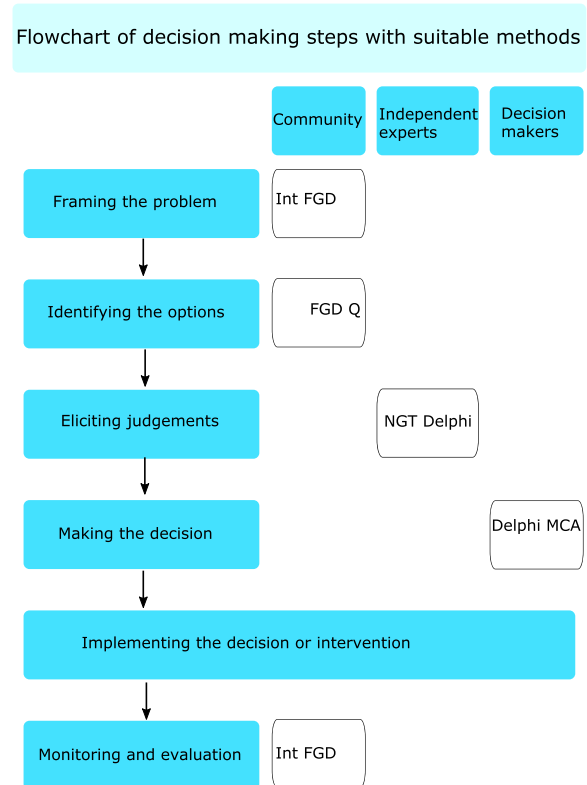 Flowchart of decision making steps with suitable methods
Community
Independent
experts
Decision
makers
Framing the problem
Int FGD
Identifying the options
FGD Q
Eliciting judgements
NGT Delphi
Making the decision
Delphi MCA
Implementing the decision or intervention
Monitoring and evaluation
Int FGD